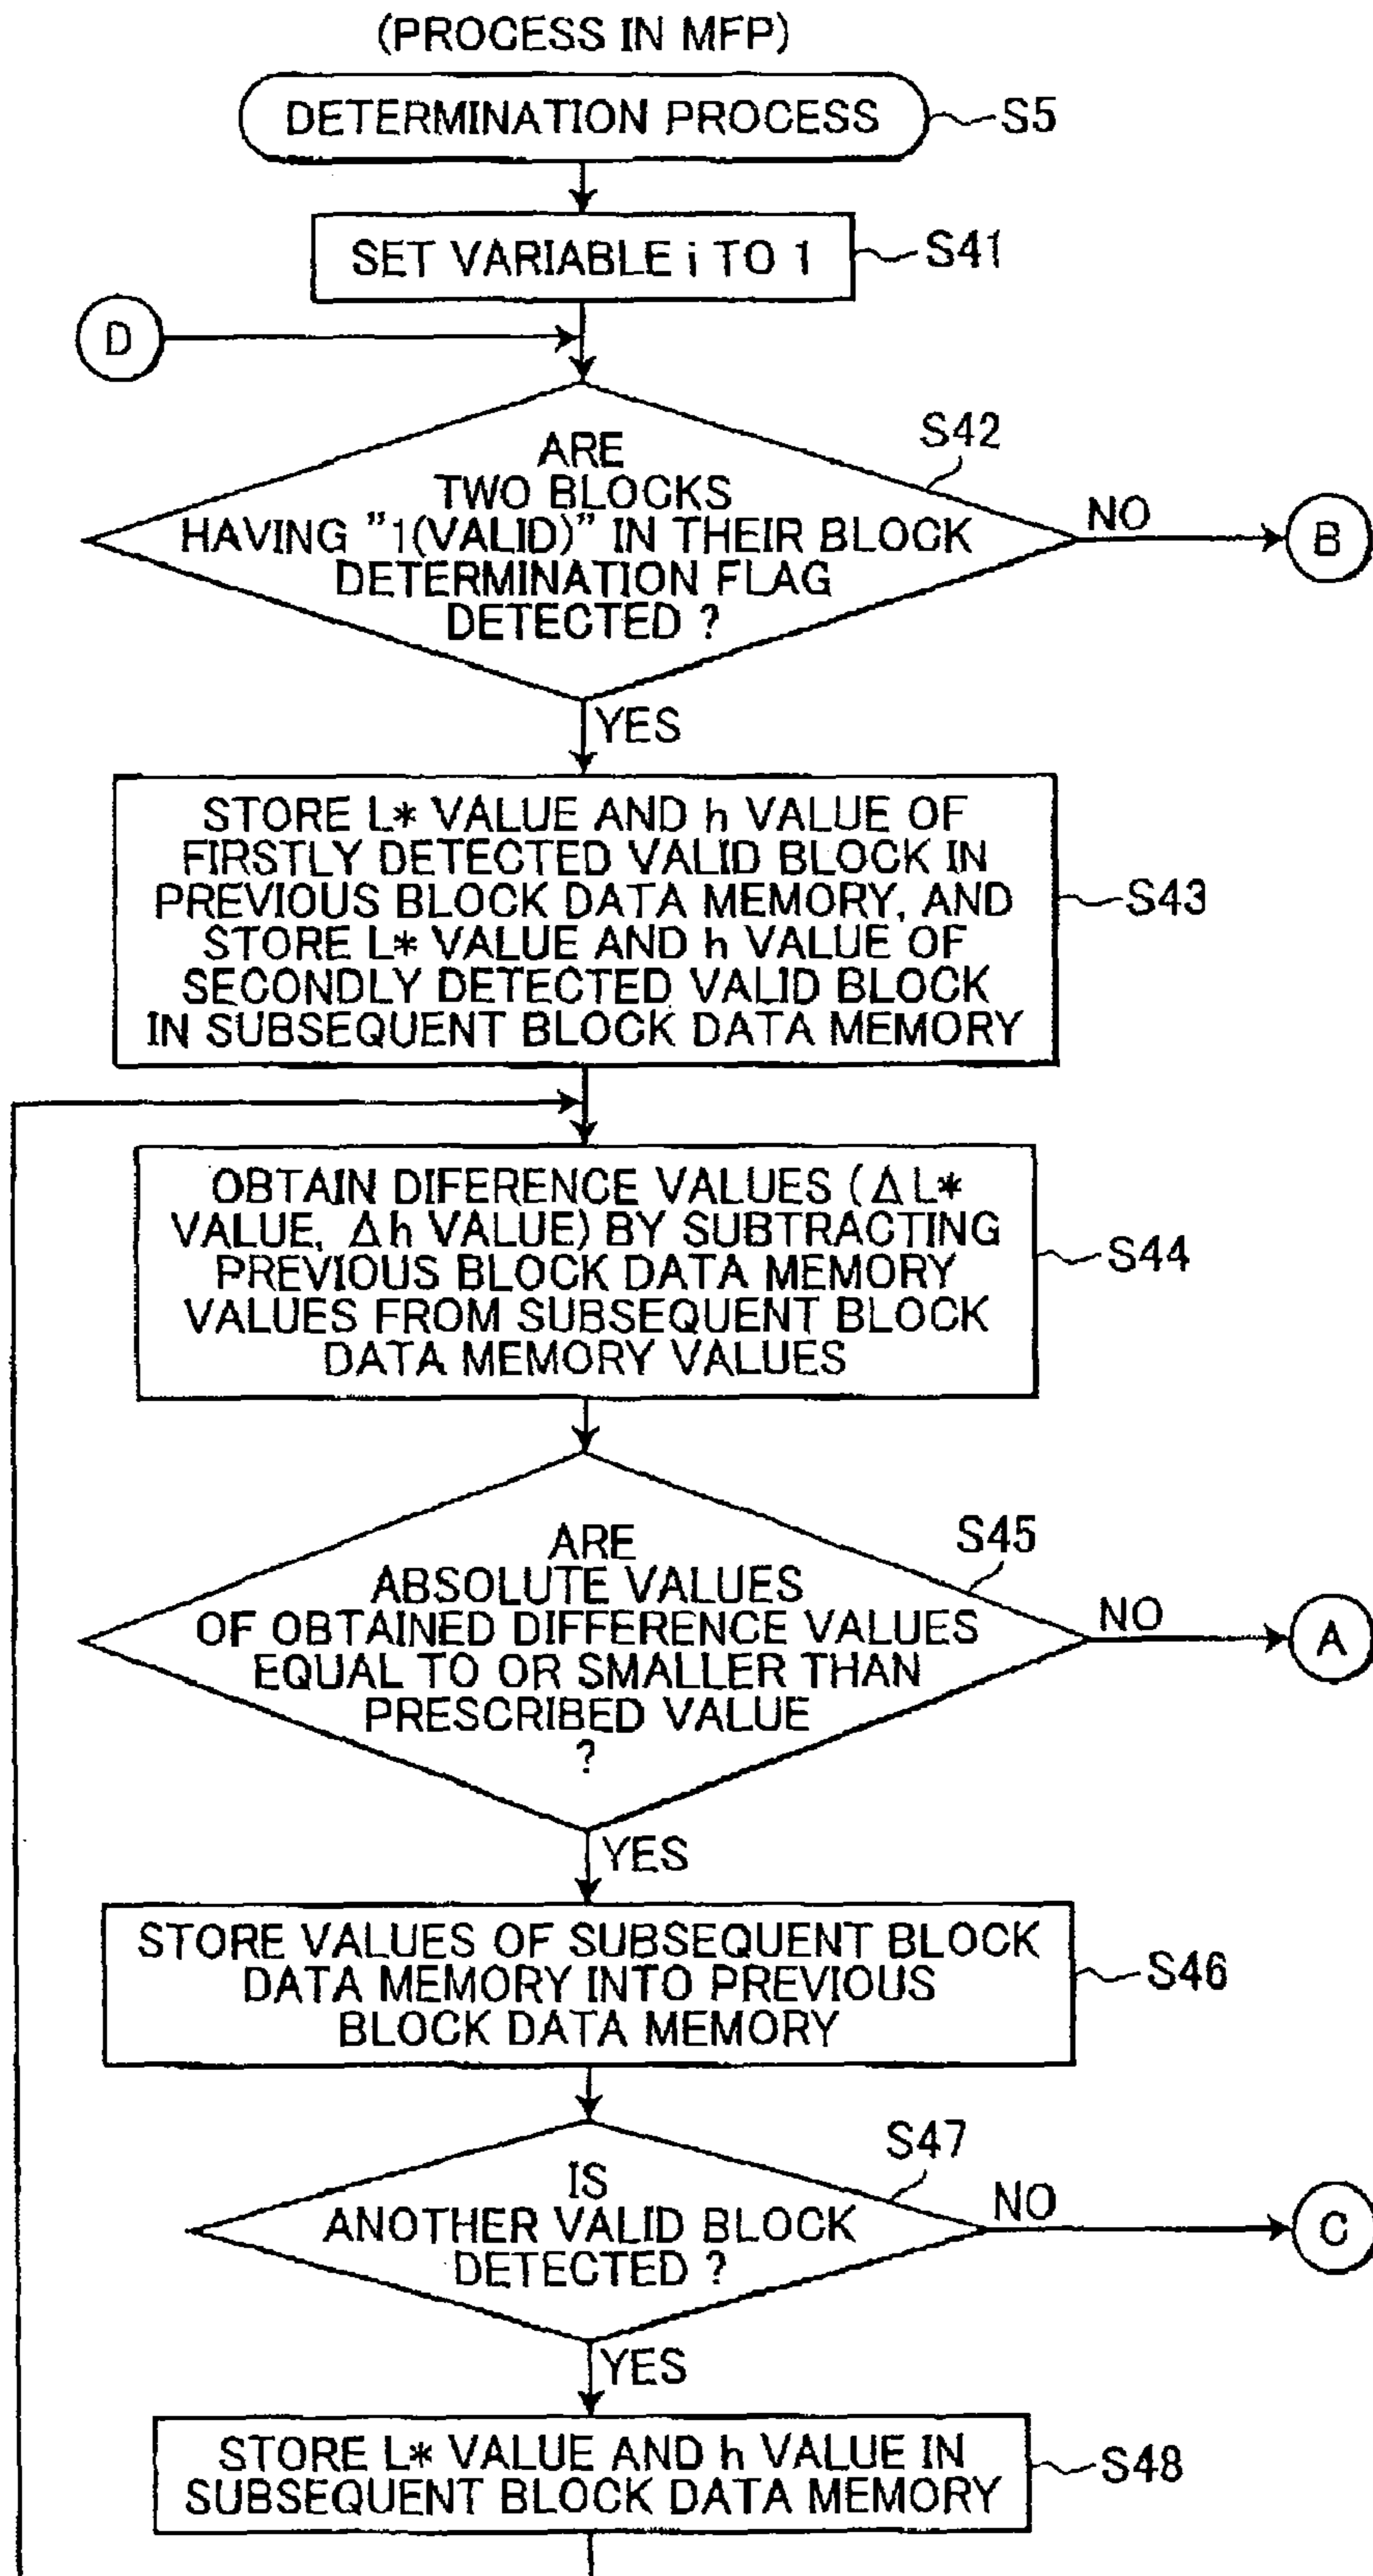 (PROCESS IN MFP)
DETERMINATION PROCESS
S5
SET VARIABLE i TO 1
S41
D
S42
ARE
TWO BLOCKS
HAVING "1(VALID)" IN THEIR BLOCK
DETERMINATION FLAG
DETECTED ?
NO
B
YES
STORE L* VALUE AND h VALUE OF
FIRSTLY DETECTED VALID BLOCK IN
PREVIOUS BLOCK DATA MEMORY, AND
STORE L* VALUE AND h VALUE OF
SECONDLY DETECTED VALID BLOCK
IN SUBSEQUENT BLOCK DATA MEMORY
S43
OBTAIN DIFERENCE VALUES (ΔL*
VALUE, Δh VALUE) BY SUBTRACTING
PREVIOUS BLOCK DATA MEMORY
VALUES FROM SUBSEQUENT BLOCK
DATA MEMORY VALUES
S44
S45
ARE
ABSOLUTE VALUES
OF OBTAINED DIFFERENCE VALUES
EQUAL TO OR SMALLER THAN
PRESCRIBED VALUE
?
NO
A
YES
STORE VALUES OF SUBSEQUENT BLOCK
DATA MEMORY INTO PREVIOUS
BLOCK DATA MEMORY
S46
S47
IS
ANOTHER VALID BLOCK
DETECTED ?
NO
C
YES
STORE L* VALUE AND h VALUE IN
SUBSEQUENT BLOCK DATA MEMORY
S48